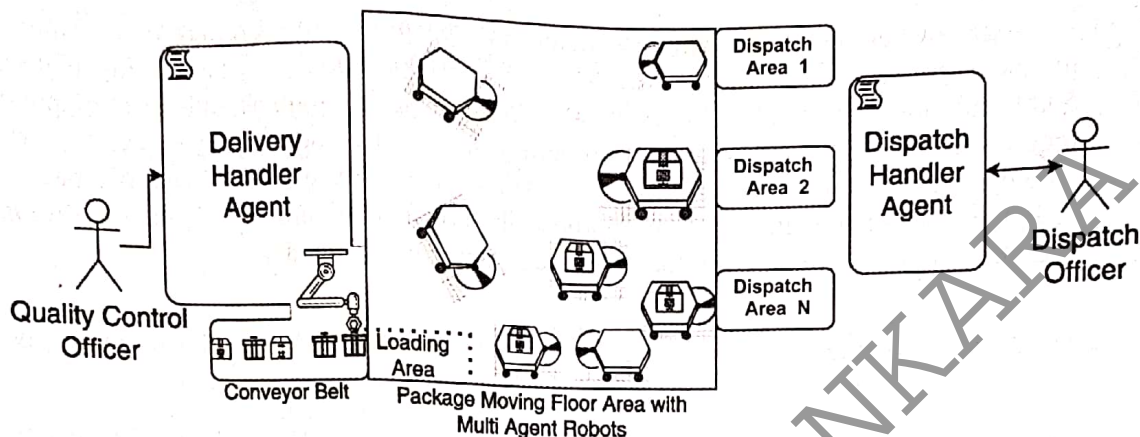 Quality Control
Officer
Delivery
Handler
Agent
Conveyor Belt
Loading
Area
Package Moving Floor Area with
Multi Agent Robots
Dispatch
Area 1
Dispatch
Area 2
Dispatch
Area N
Dispatch
Handler
Agent
Dispatch
Officer
NKARA